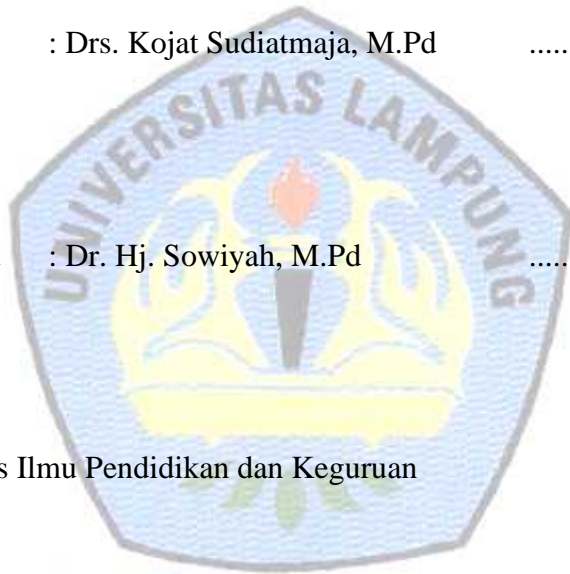 : Drs. Kojat Sudiatmaja, M.Pd .....
UNIVERSITAS LAMPUNG
: Dr. Hj. Sowiyah, M.Pd .....
s Ilmu Pendidikan dan Keguruan